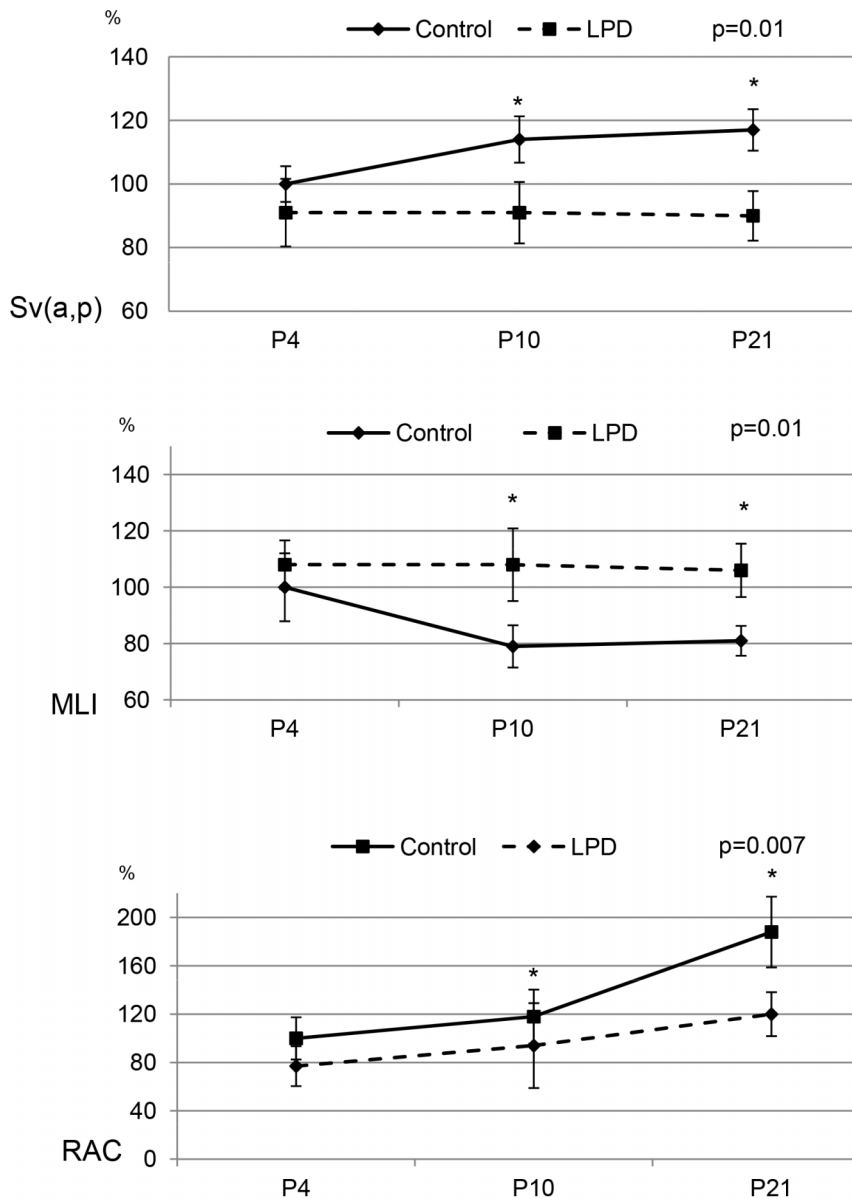 % Control LPD p=0.01
140
*
*
120
100
80
Sv(a,p) 60
P4 P10 P21
% Control LPD p=0.01
140
*
*
120
100
80
60
MLI
P4 P10 P21
Control LPD p=0.007
%
*
200
160
*
120
80
40
RAC 0
P4 P10 P21